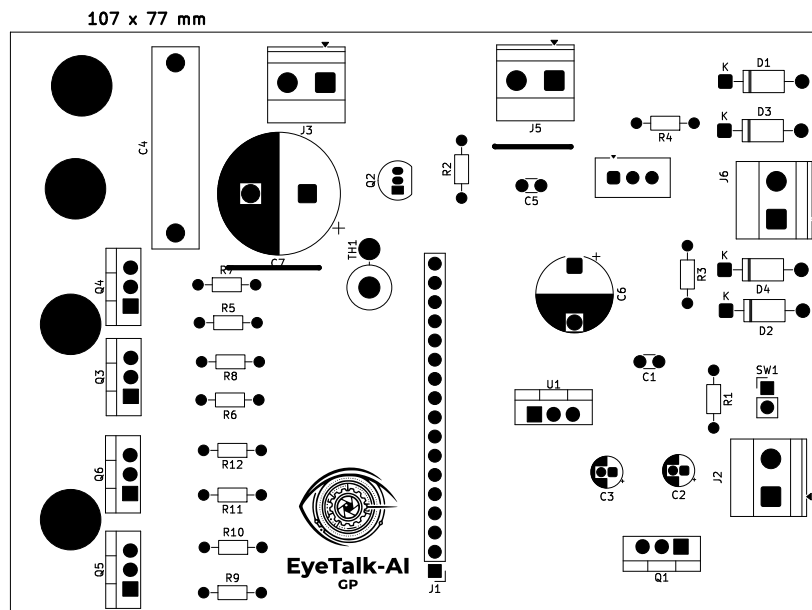 107 x 77 mm
K
D1
K
D3
J3
J5
R4
C4
Q2
R2
C5
J6
TH1
C7
R7
Q4
R5
C6
R3
K
D4
K
D2
R8
Q3
R6
U1
C1
SW1
R1
R12
Q6
R11
C3
C2
J2
R10
EyeTalk-AI
GP
Q5
R9
J1
Q1